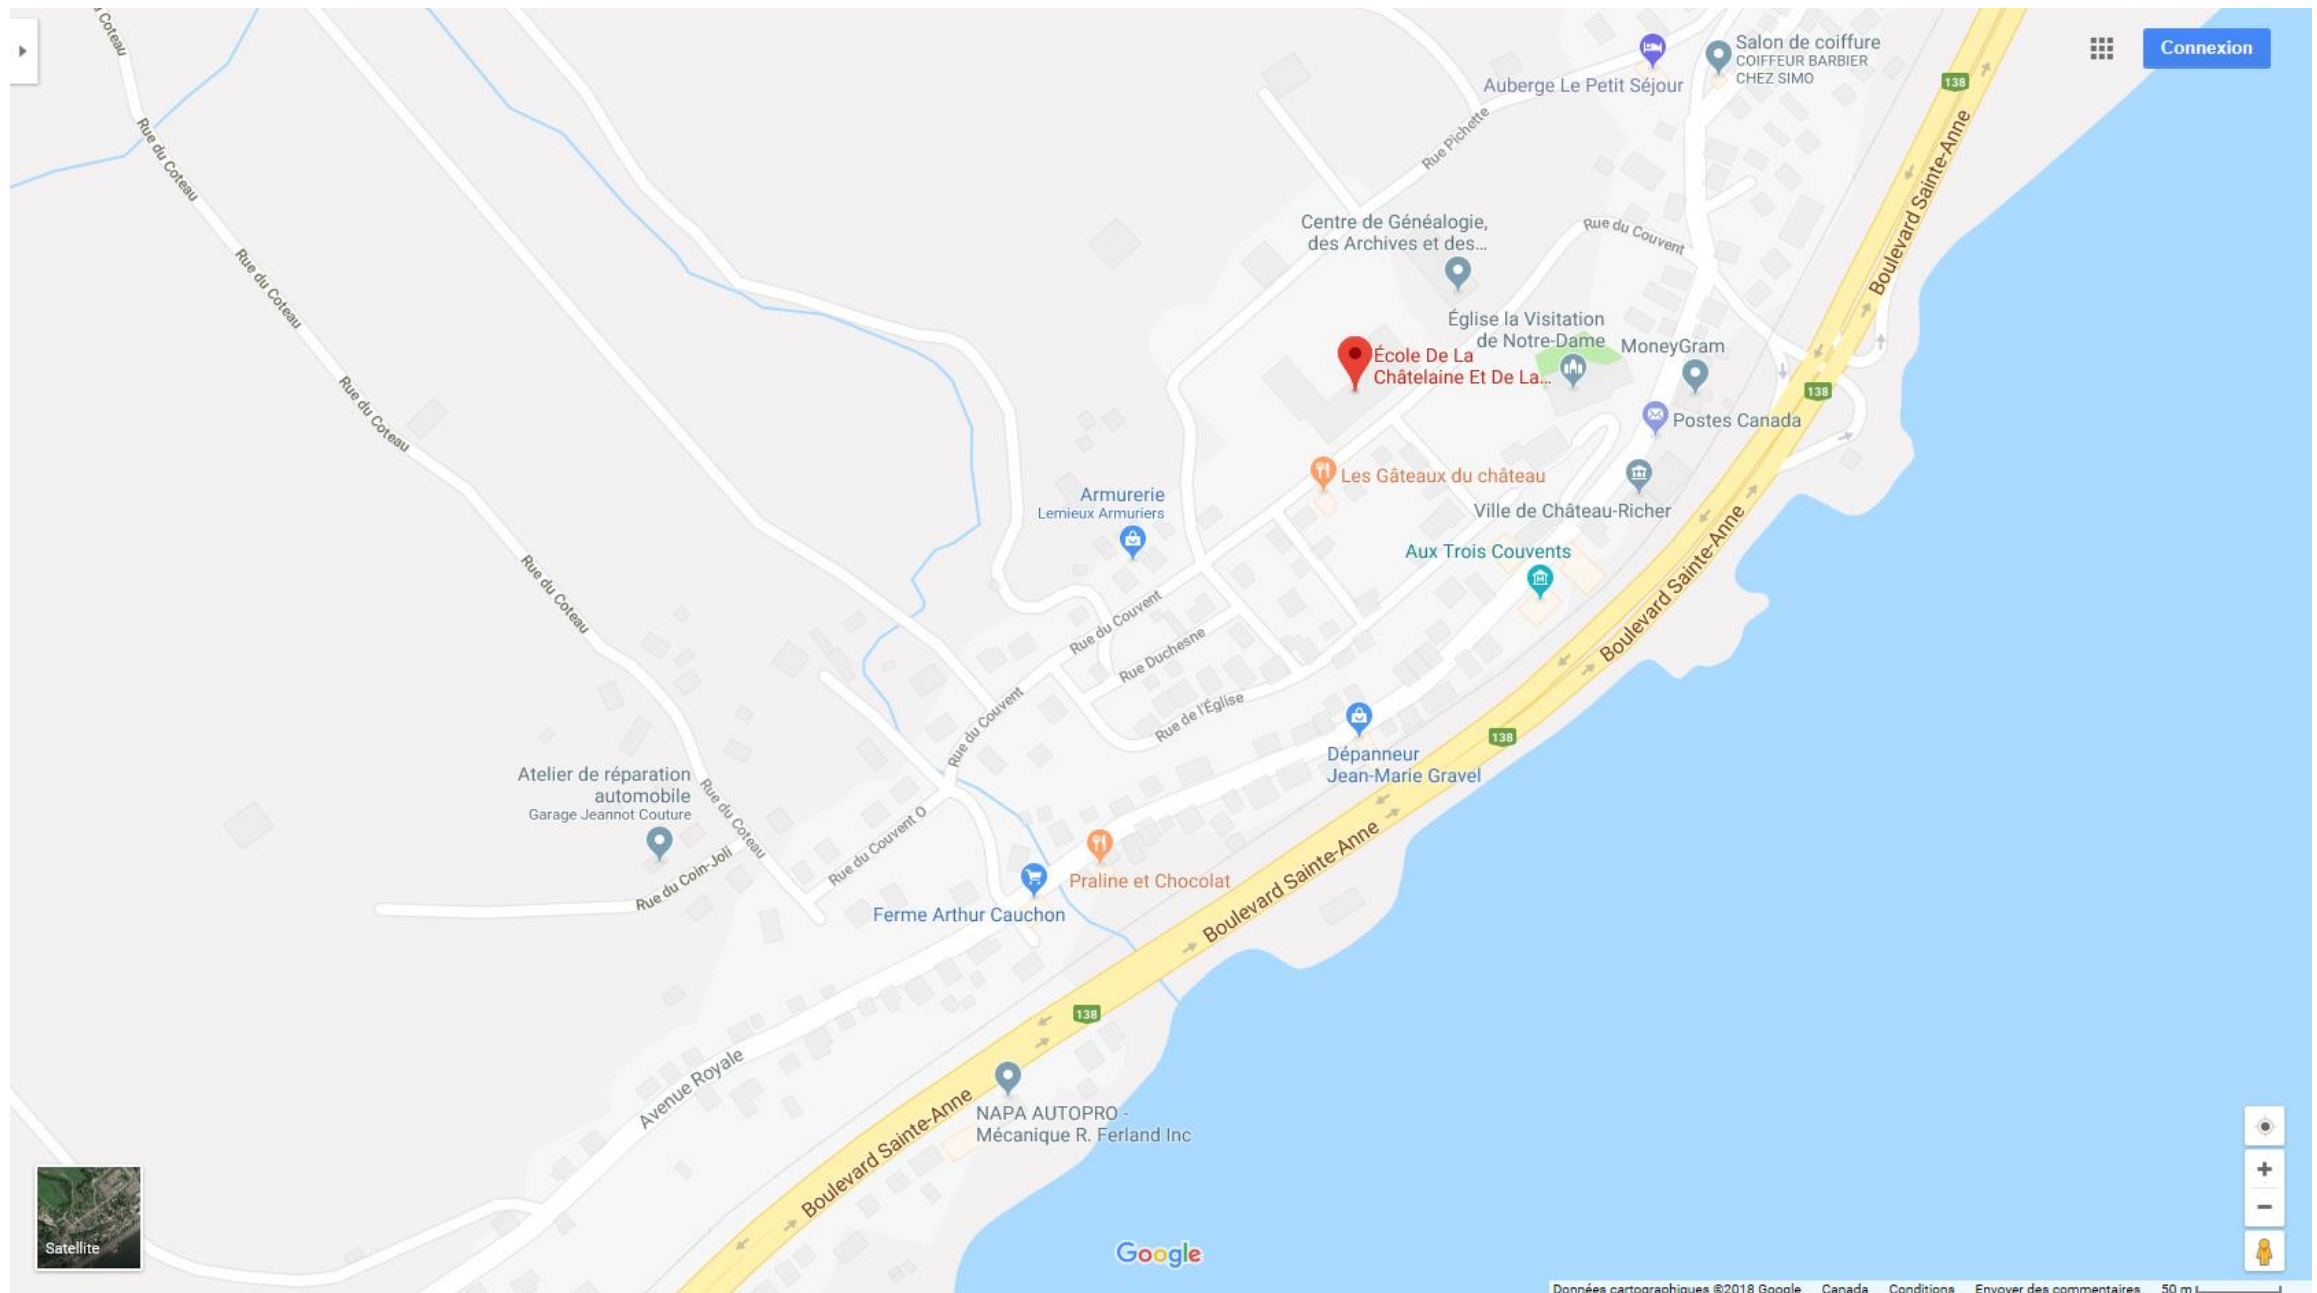 Salon de coiffure
COIFFEUR BARBIER
CHEZ SIMO
Connexion
138
Auberge Le Petit Séjour
Rue Pichette
Boulevard Sainte-Anne
u Coteau
Rue du Coteau
Rue du Coteau
Rue du Coteau
Rue du Coteau
Rue du Coteau
Centre de Généalogie,
des Archives et des...
Rue du Couvent
Église la Visitation
de Notre-Dame
MoneyGram
École De La
Châtelaine Et De La...
138
Postes Canada
Les Gâteaux du château
Ville de Château-Richer
Armurerie
Lemieux Armuriers
Aux Trois Couvents
Boulevard Sainte-Anne
Rue du Couvent
Rue Duchesne
Rue de l'Église
Rue du Couvent
138
Dépanneur
Jean-Marie Gravel
Atelier de réparation
automobile
Garage Jeannot Couture
Rue du Couvent O
Rue du Coin-Joli
Praline et Chocolat
Boulevard Sainte-Anne
Ferme Arthur Cauchon
138
Avenue Royale
NAPA AUTOPRO -
Mécanique R. Ferland Inc
Boulevard Sainte-Anne
Satellite
Google
Données cartographiques ©2018 Google Canada Conditions Envoyer des commentaires 50 m